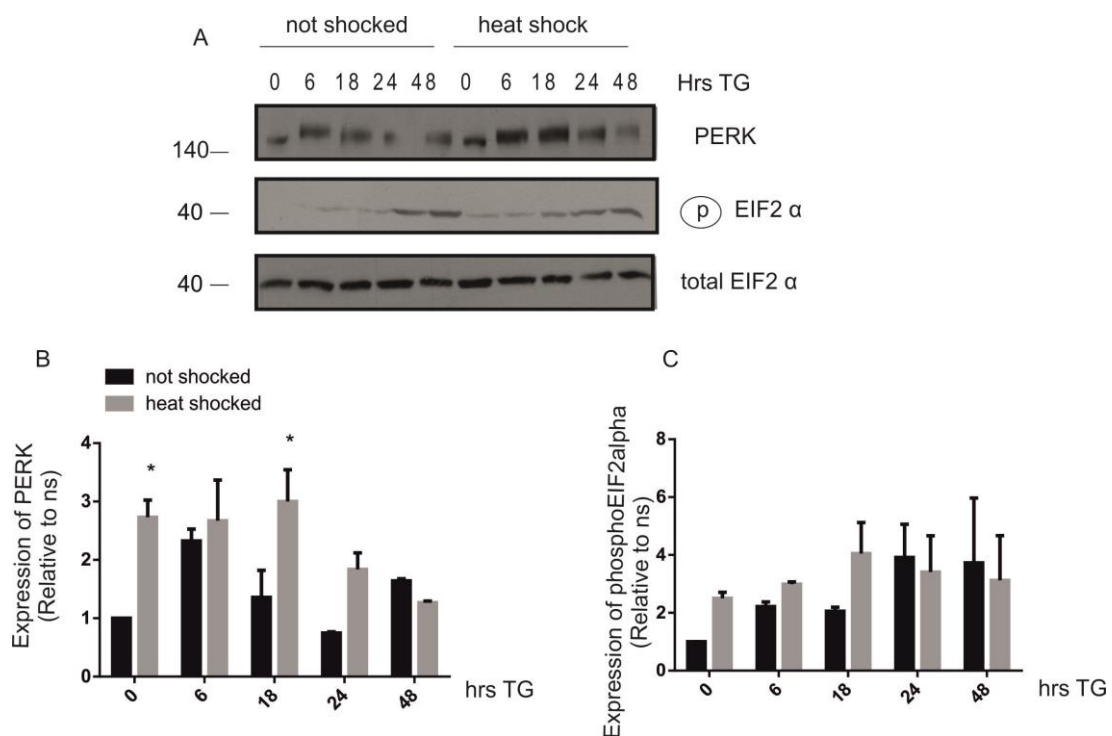 A
not shocked heat shock
0 6 18 24 48 0 6 18 24 48 Hrs TG
140— PERK
40 — p EIF2 α
40 — total EIF2 α
B
not shocked
heat shocked
Expression of PERK
(Relative to ns)
4
3
2
1
0
* *
0 6 18 24 48 hrs TG
C
Expression of phosphoEIF2alpha
(Relative to ns)
8
6
4
2
0
0 6 18 24 48 hrs TG